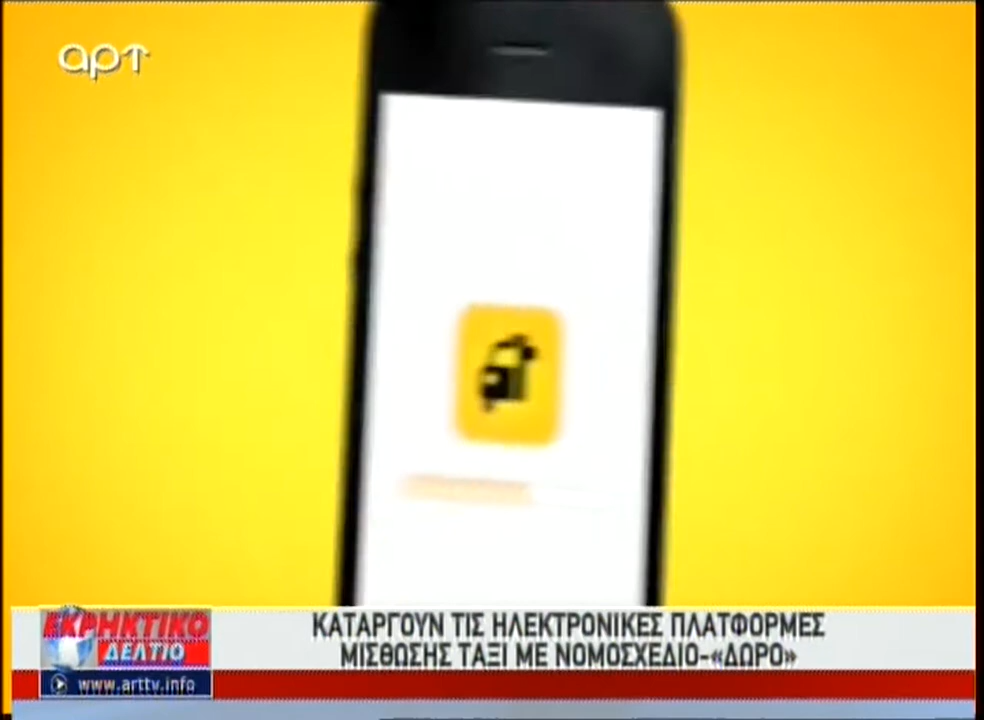 αρτ
ΚΑΤΑΡΓΟΥΝ ΤΙΣ ΗΛΕΚΤΡΟΝΙΚΕΣ ΠΛΑΤΦΟΡΜΕΣ
ΜΙΣΘΩΣΗΣ ΤΑΞΙ ΜΕ ΝΟΜΟΣΧΕΔΙΟ-«ΔΩΡΟ»
ΕΚΡΗΚΤΙΚΟ
ΔΕΛΤΙΟ
www.arttv.info